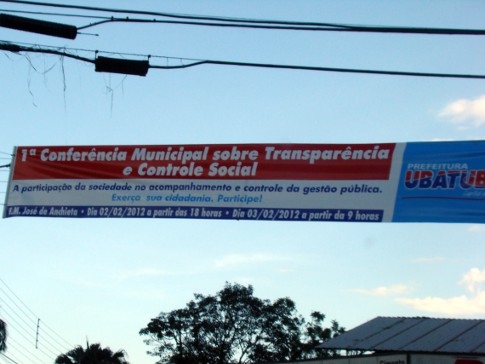 1ª Conferência Municipal sobre Transparência
e Controle Social
A participação da sociedade no acompanhamento e controle da gestão pública.
Exerça sua cidadania. Participe!
E.M. José de Anchieta • Dia 02/02/2012 a partir das 18 horas • Dia 03/02/2012 a partir da 9 horas
PREFEITURA
UBATUB